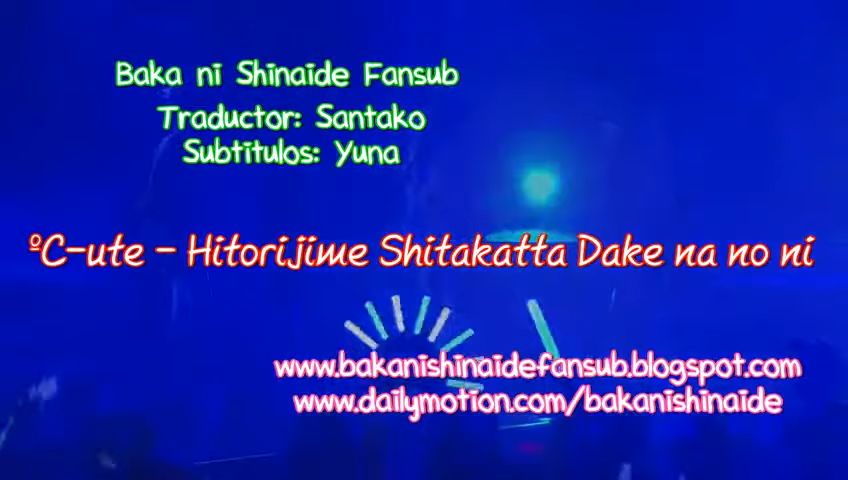 Baka ni Shinaide Fansub
Traductor: Santako
Subtitulos: Yuna
ºC-ute - Hitorijime Shitakatta Dake na no ni
www.bakanishinaidefansub.blogspot.com
www.dailymotion.com/bakanishinaide